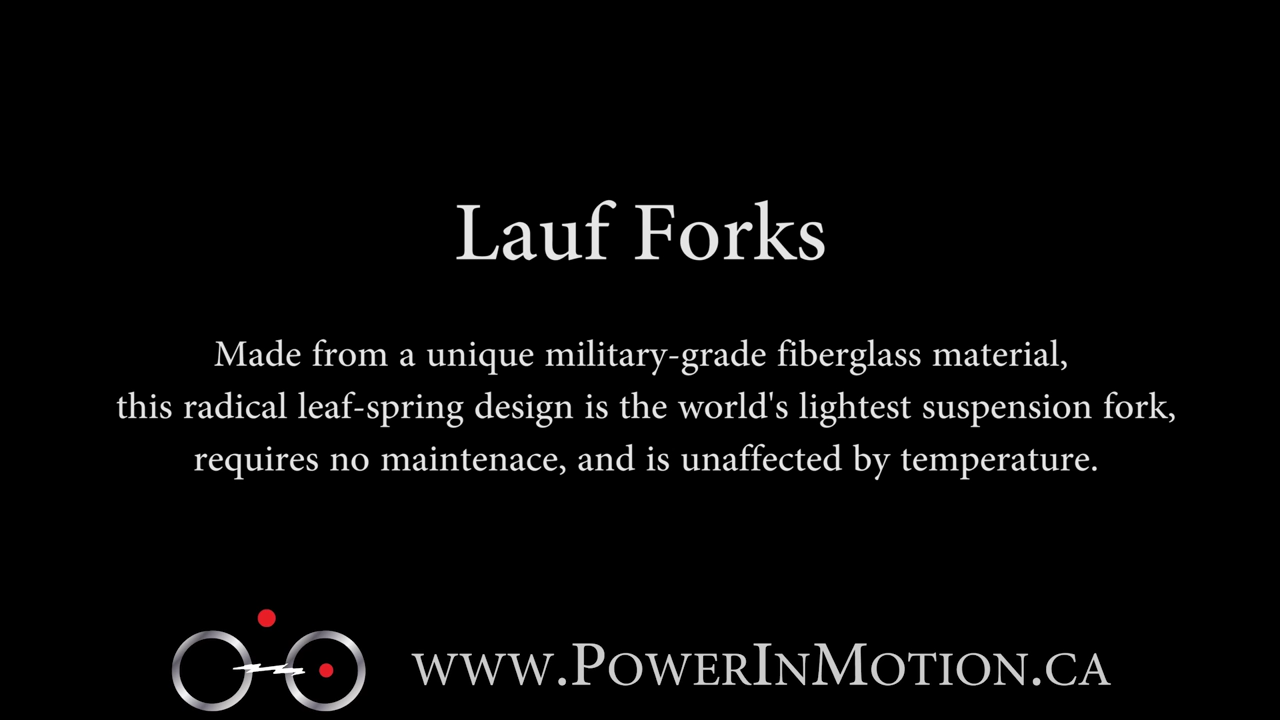 Lauf Forks
Made from a unique military-grade fiberglass material,
this radical leaf-spring design is the world's lightest suspension fork,
requires no maintenace, and is unaffected by temperature.
www.PowerInMotion.ca